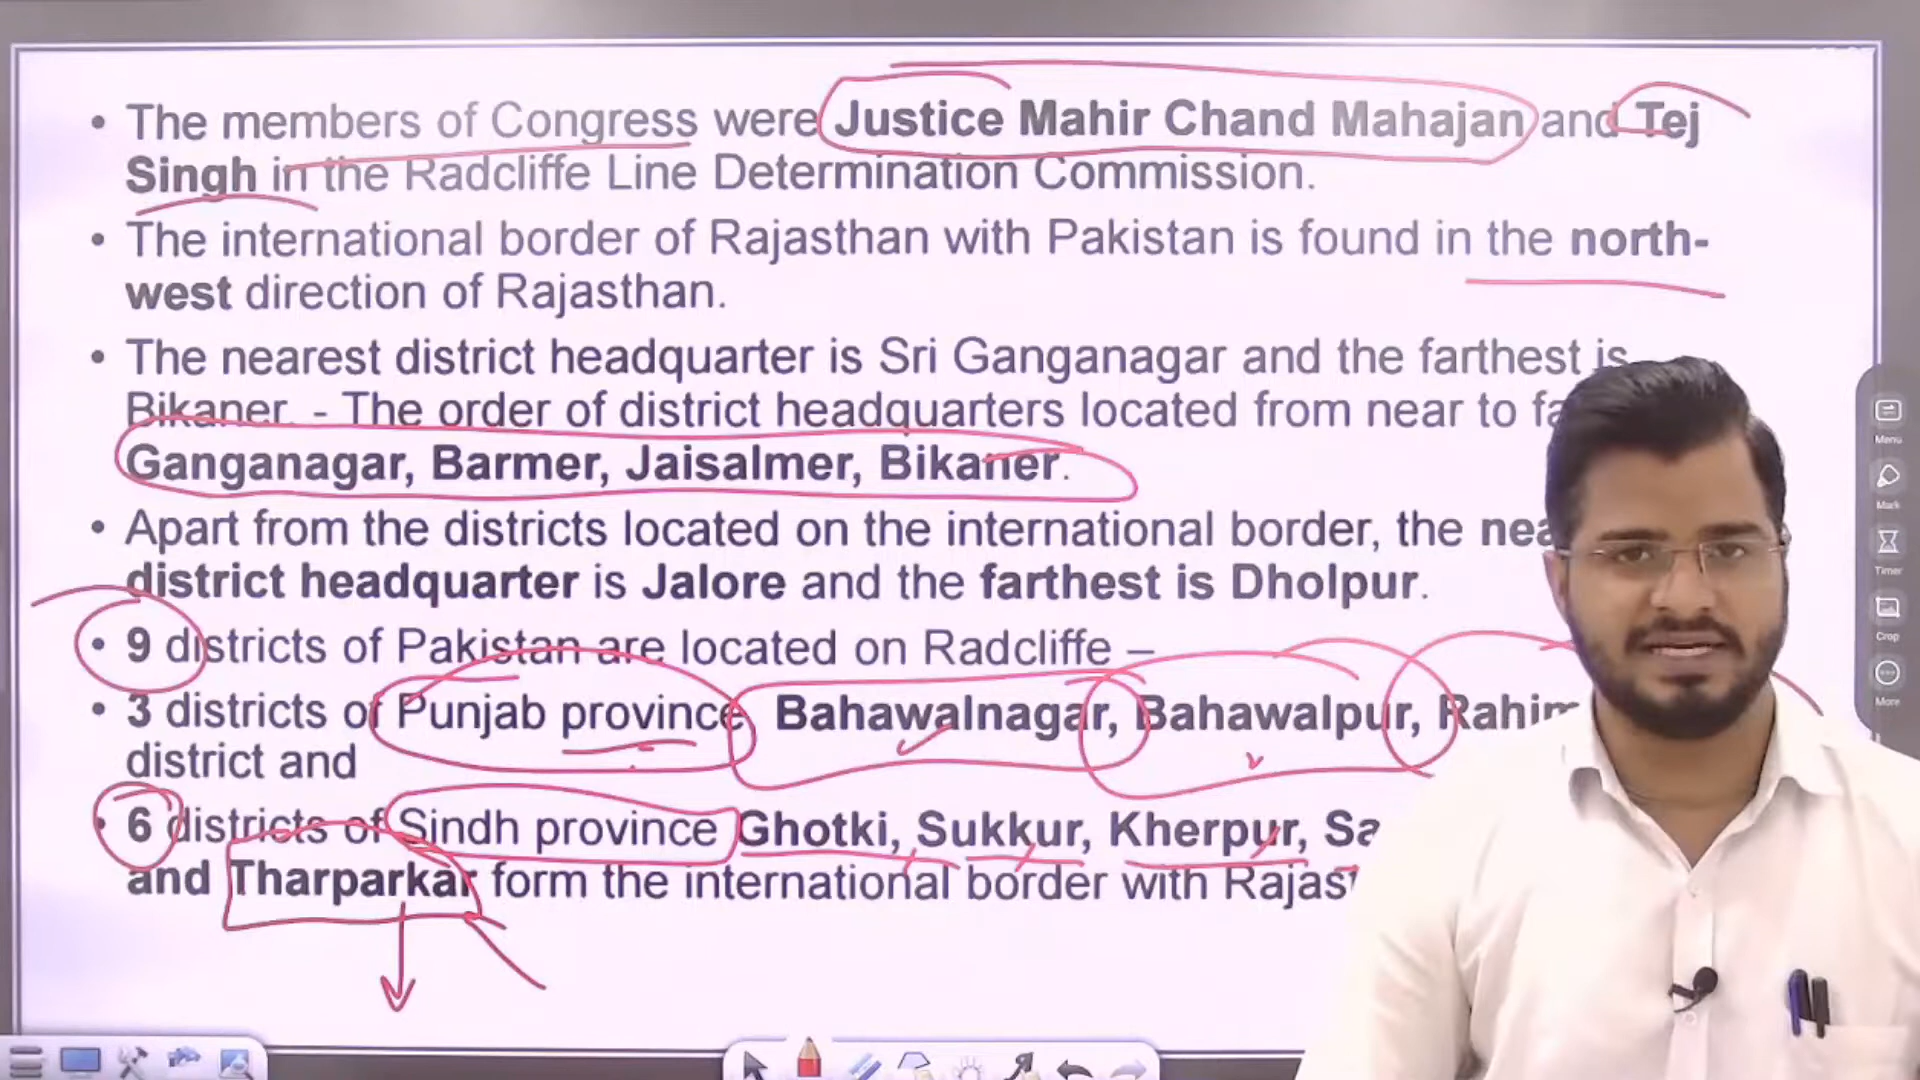 • The members of Congress were Justice Mahir Chand Mahajan and Tej
Singh in the Radcliffe Line Determination Commission.
• The international border of Rajasthan with Pakistan is found in the north-
west direction of Rajasthan.
• The nearest district headquarter is Sri Ganganagar and the farthest is
Bikaner. - The order of district headquarters located from near to
Ganganagar, Barmer, Jaisalmer, Bikaner.
• Apart from the districts located on the international border, the
district headquarter is Jalore and the farthest is Dholpur.
• 9 districts of Pakistan are located on Radcliffe –
• 3 districts of Punjab province Bahawalnagar, Bahawalpur,
district and
• 6 districts of Sindh province Ghotki, Sukkur, Kherpur,
and Tharparkar form the international border with
Menu
Mark
Timer
Crop
More